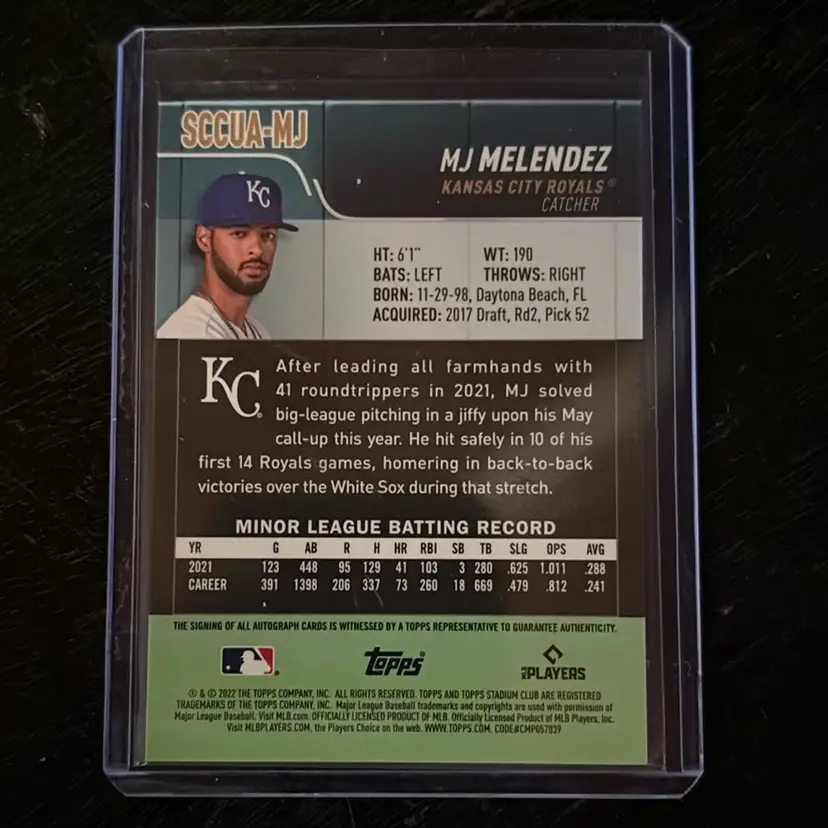 SCCUA-MJ
MJ MELENDEZ
KANSAS CITY ROYALS®
CATCHER
KC
HT: 6'1" WT: 190
BATS: LEFT THROWS: RIGHT
BORN: 11-29-98, Daytona Beach, FL
ACQUIRED: 2017 Draft, Rd2, Pick 52
KC®
After leading all farmhands with
41 roundtrippers in 2021, MJ solved
big-league pitching in a jiffy upon his May
call-up this year. He hit safely in 10 of his
first 14 Royals games, homering in back-to-back
victories over the White Sox during that stretch.
MINOR LEAGUE BATTING RECORD
YR G AB R H HR RBI SB TB SLG OPS AVG
2021 123 448 95 129 41 103 3 280 .625 1.011 .288
CAREER 391 1398 206 337 73 260 18 669 .479 .812 .241
THE SIGNING OF ALL AUTOGRAPH CARDS IS WITNESSED BY A TOPPS REPRESENTATIVE TO GUARANTEE AUTHENTICITY.
topps®
PLAYERS
® & © 2022 THE TOPPS COMPANY, INC. ALL RIGHTS RESERVED. TOPPS AND TOPPS STADIUM CLUB ARE REGISTERED
TRADEMARKS OF THE TOPPS COMPANY, INC. Major League Baseball trademarks and copyrights are used with permission of
Major League Baseball. Visit MLB.com. OFFICIALLY LICENSED PRODUCT OF MLB. Officially Licensed Product of MLB Players, Inc.
Visit MLBPLAYERS.COM, the Players Choice on the web. WWW.TOPPS.COM. CODE#CMP057039